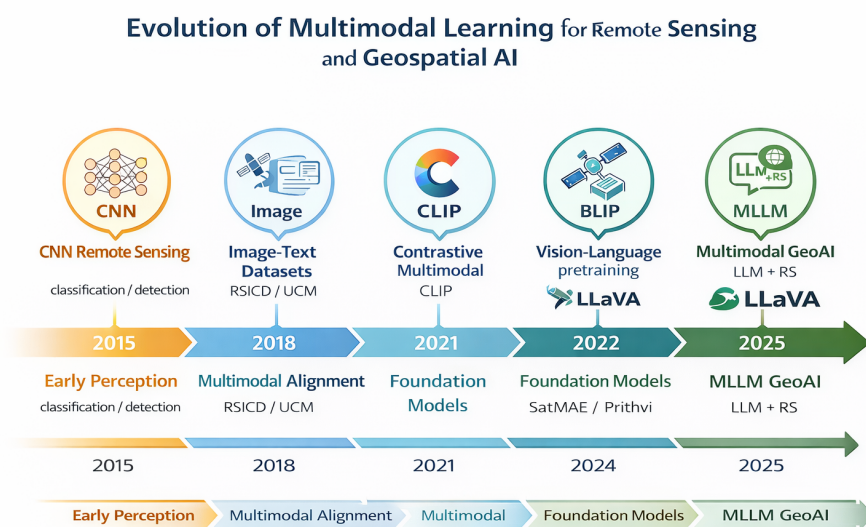 Evolution of Multimodal Learning for Remote Sensing
and Geospatial AI
CNN
Image
CLIP
BLIP
LLM+RS
MLLM
CNN Remote Sensing
classification / detection
Image-Text
Datasets
RSICD / UCM
Contrastive
Multimodal
CLIP
Vision-Language
pretraining
LLaVA
Multimodal GeoAI
LLM + RS
LLaVA
2015
2018
2021
2022
2025
Early Perception
classification / detection
Multimodal Alignment
RSICD / UCM
Foundation
Models
Foundation Models
SatMAE / Prithvi
MLLM GeoAI
LLM + RS
2015
2018
2021
2024
2025
Early Perception
Multimodal Alignment
Multimodal
Foundation Models
MLLM GeoAI